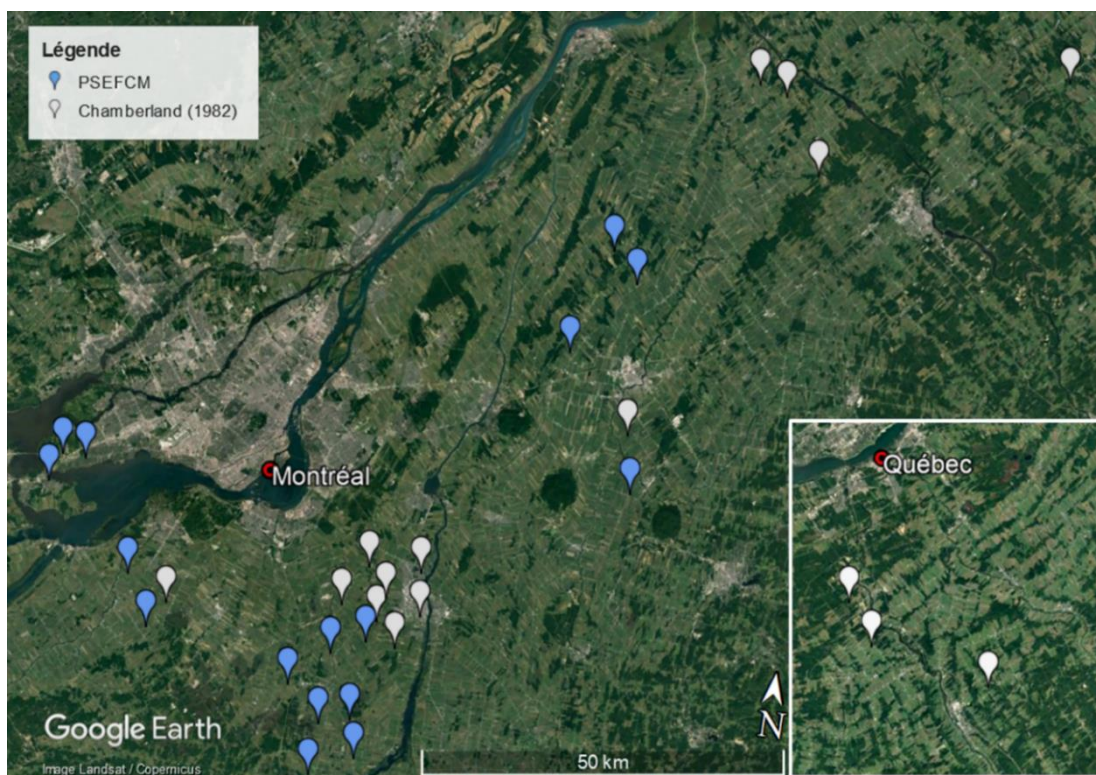 Légende
PSEFCM
Chamberland (1982)
Montréal
Québec
Google Earth
N
50 km
Image Landsat / Copernicus